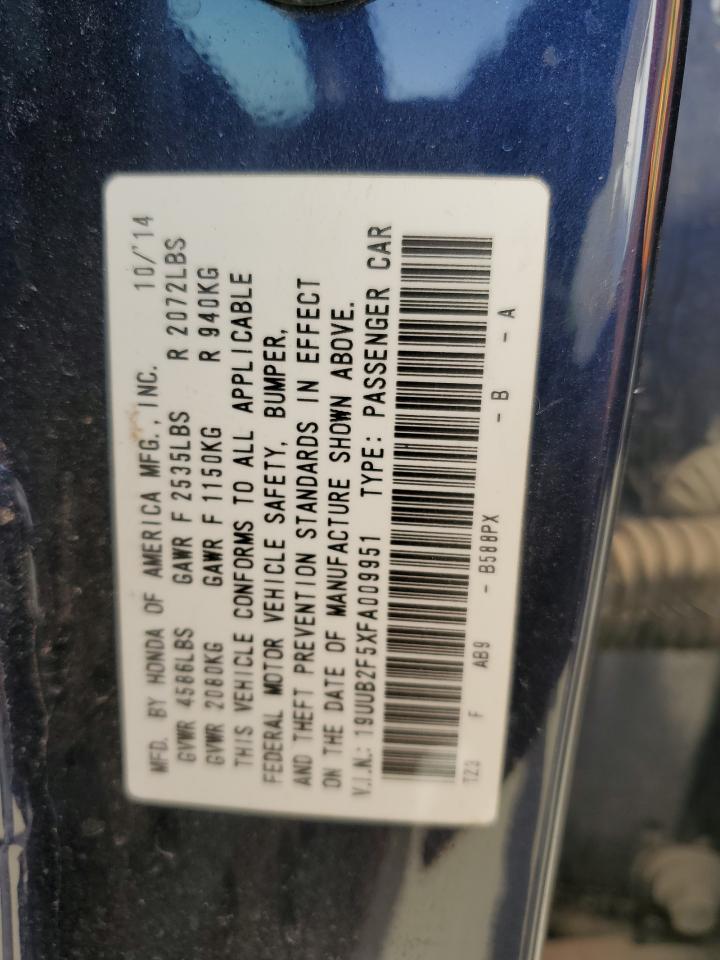 MFD. BY HONDA OF AMERICA MFG., INC. 10/'14
GVWR 4586LBS GAWR F 2535LBS R 2072LBS
GVWR 2080KG GAWR F 1150KG R 940KG
THIS VEHICLE CONFORMS TO ALL APPLICABLE
FEDERAL MOTOR VEHICLE SAFETY, BUMPER,
AND THEFT PREVENTION STANDARDS IN EFFECT
ON THE DATE OF MANUFACTURE SHOWN ABOVE.
V.I.N.: 19UUB2F5XFA009951 TYPE: PASSENGER CAR
TZ3 F AB9 - B588PX - B - A